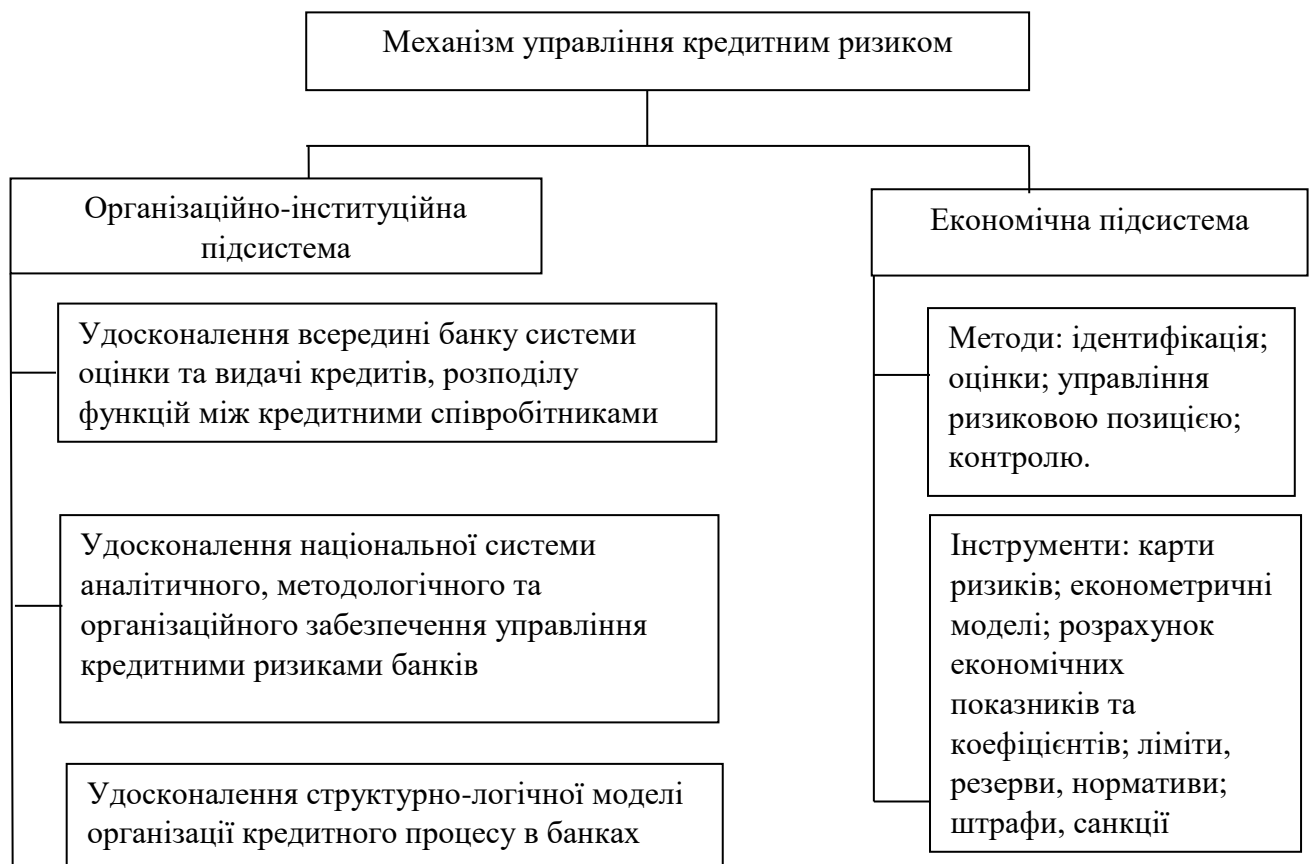 Механізм управління кредитним ризиком
Організаційно-інституційна
підсистема
Удосконалення всередині банку системи
оцінки та видачі кредитів, розподілу
функцій між кредитними співробітниками
Удосконалення національної системи
аналітичного, методологічного та
організаційного забезпечення управління
кредитними ризиками банків
Удосконалення структурно-логічної моделі
організації кредитного процесу в банках
Економічна підсистема
Методи: ідентифікація;
оцінки; управління
ризиковою позицією;
контролю.
Інструменти: карти
ризиків; економетричні
моделі; розрахунок
економічних
показників та
коефіцієнтів; ліміти,
резерви, нормативи;
штрафи, санкції